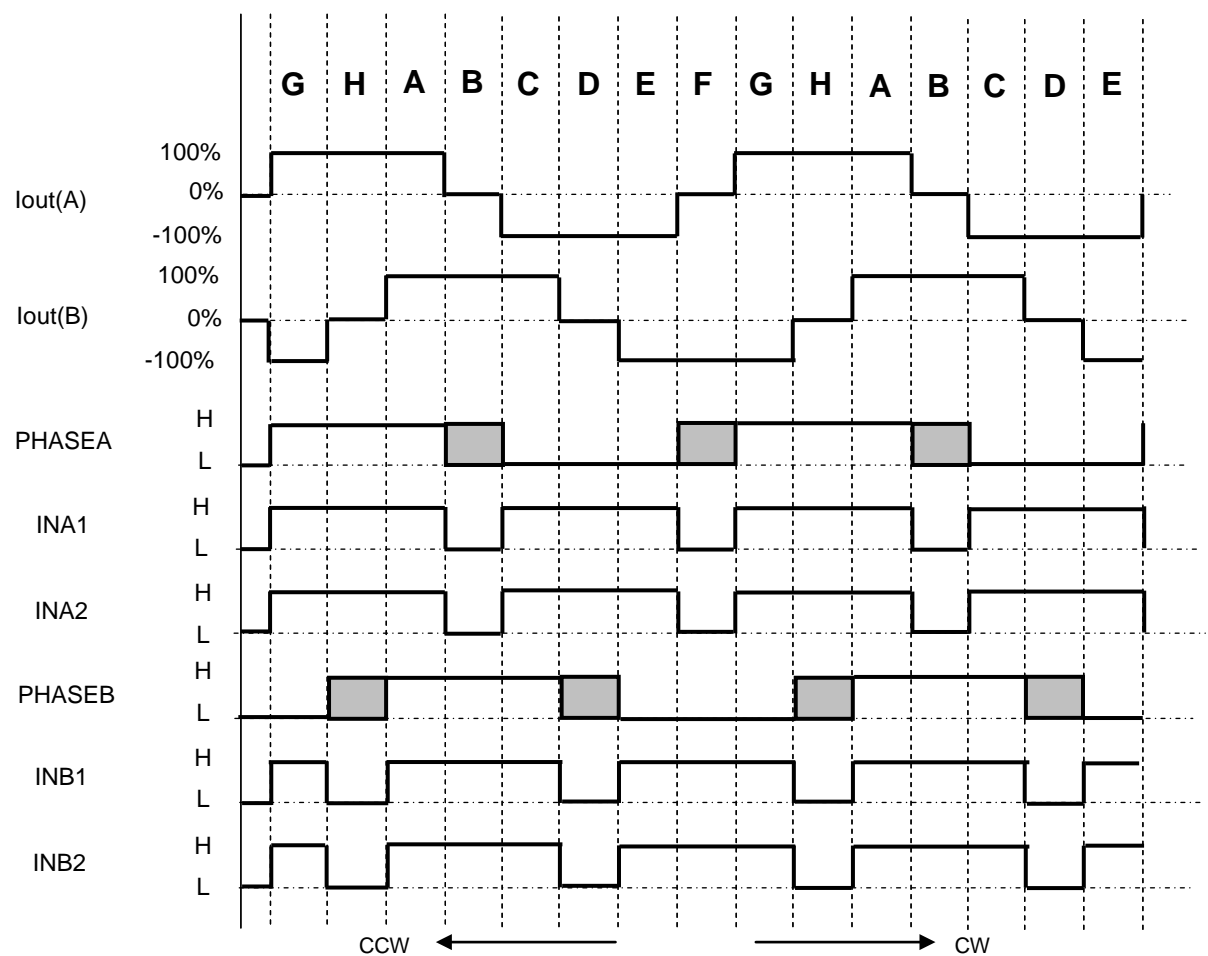 G H A B C D E F G H A B C D E
100%
Iout(A)
0%
-100%
100%
Iout(B)
0%
-100%
H
PHASEA
L
H
INA1
L
H
INA2
L
H
PHASEB
L
H
INB1
L
H
INB2
L
CCW CW